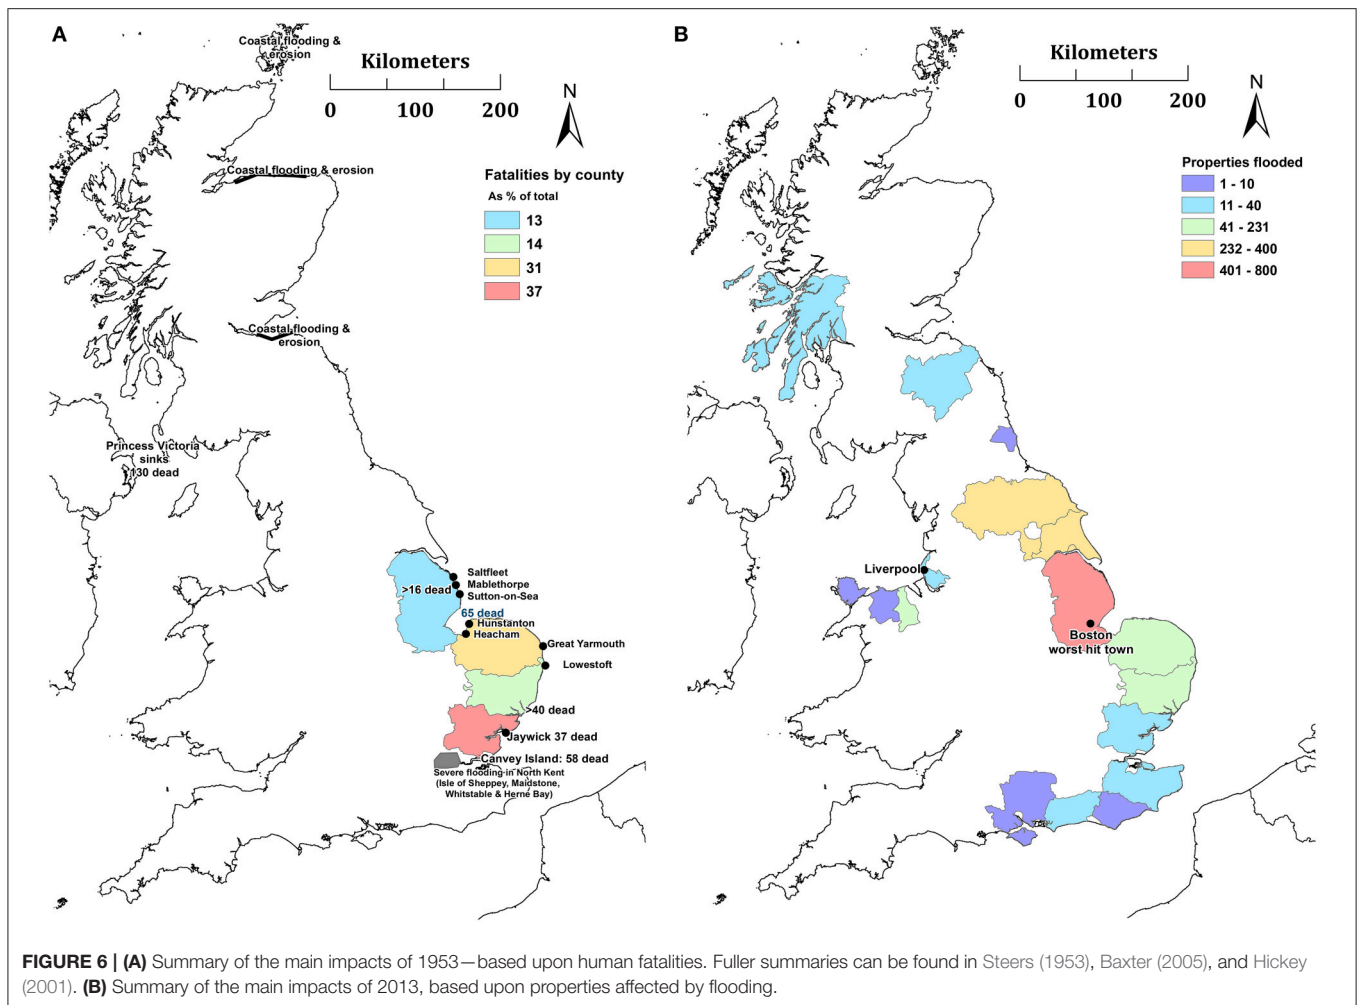 A
Coastal flooding &
erosion
Kilometers
0 100 200
N
Coastal flooding & erosion
Fatalities by county
As % of total
13
14
31
37
Coastal flooding &
erosion
Princess Victoria
sinks
130 dead
Saltfleet
>16 dead
Mablethorpe
Sutton-on-Sea
65 dead
Hunstanton
Heacham
Great Yarmouth
Lowestoft
>40 dead
Jaywick 37 dead
Canvey Island: 58 dead
Severe flooding in North Kent
(Isle of Sheppey, Maidstone,
Whitstable & Herne Bay)
B
Kilometers
0 100 200
N
Properties flooded
1 - 10
11 - 40
41 - 231
232 - 400
401 - 800
Liverpool
Boston
worst hit town
FIGURE 6 | (A) Summary of the main impacts of 1953—based upon human fatalities. Fuller summaries can be found in Steers (1953), Baxter (2005), and Hickey
(2001). (B) Summary of the main impacts of 2013, based upon properties affected by flooding.